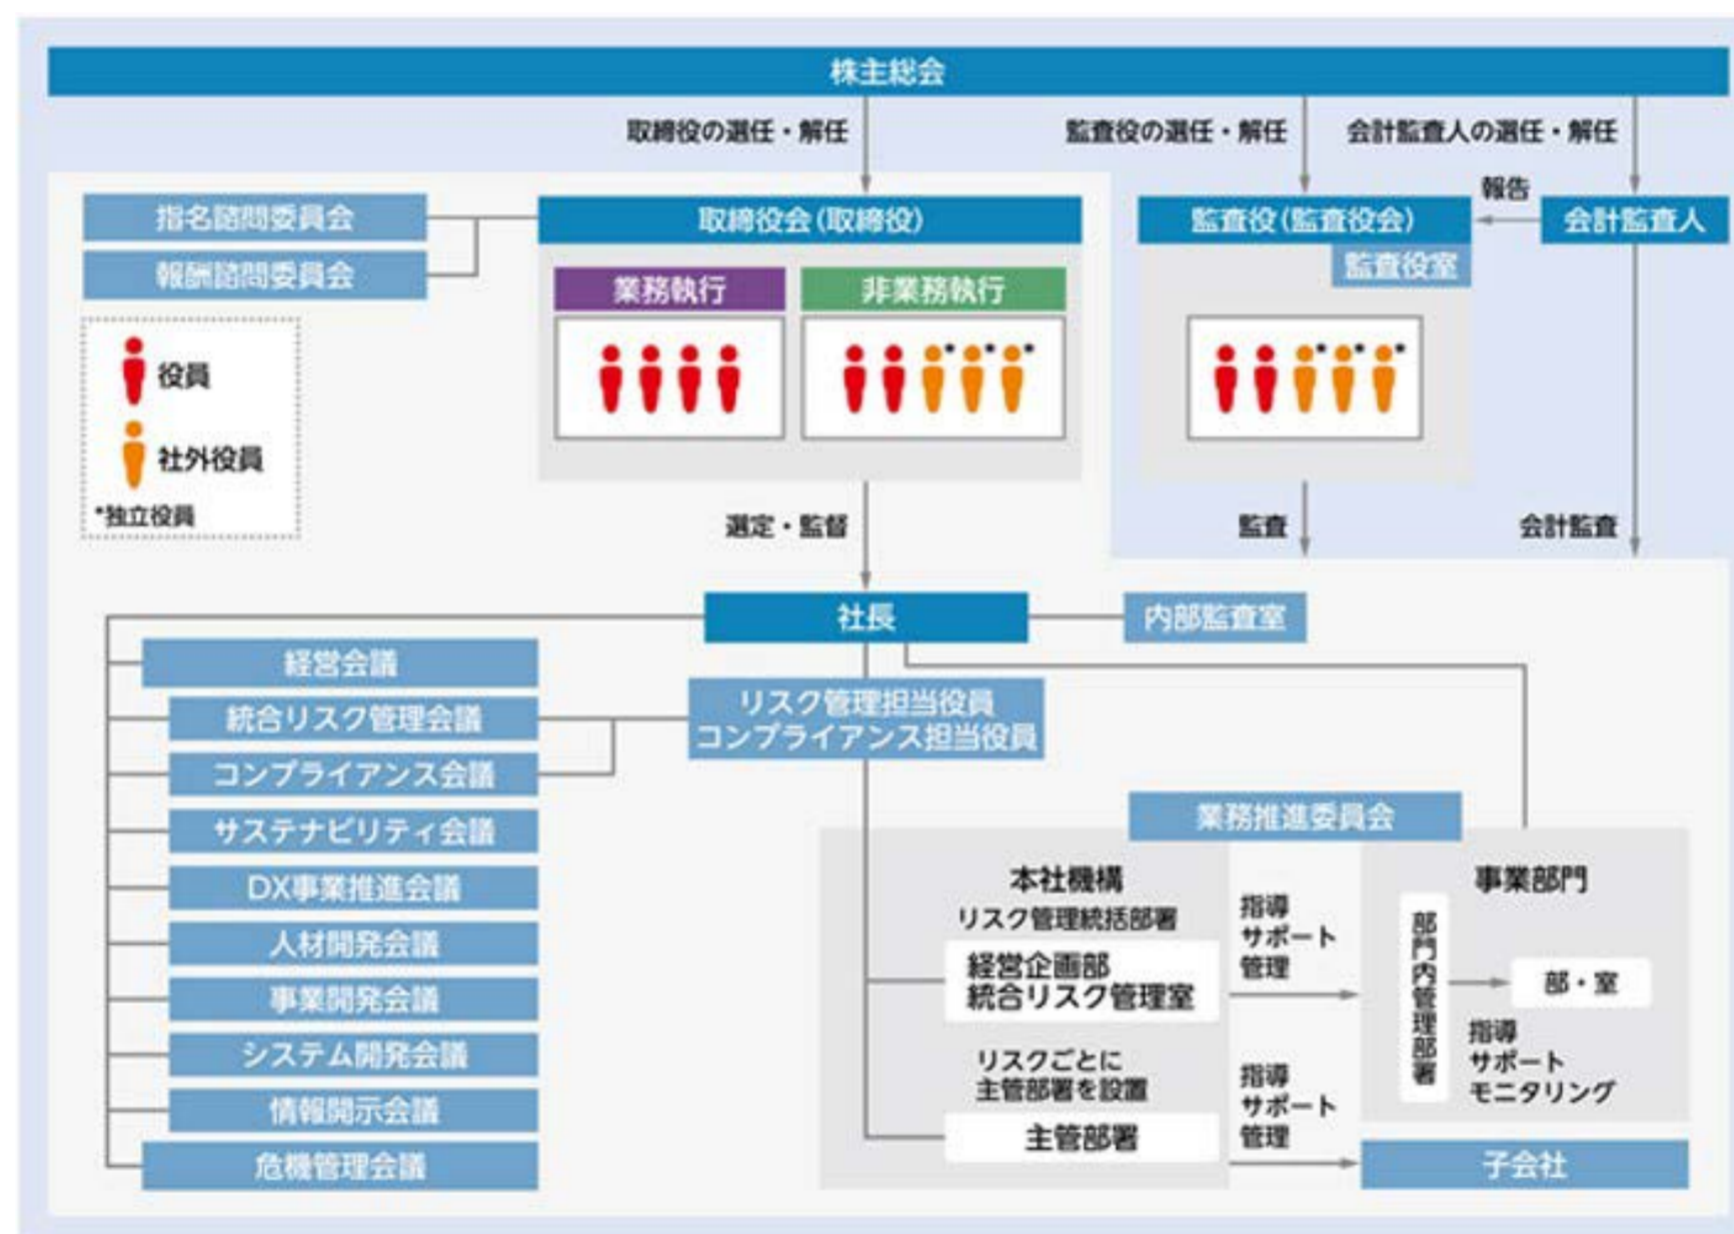 株主総会
取締役の選任・解任
監査役の選任・解任
会計監査人の選任・解任
指名諮問委員会
報酬諮問委員会
取締役会(取締役)
業務執行
非業務執行
* * *
監査役(監査役会)
監査役室
* * *
報告
会計監査人
役員
社外役員
*独立役員
選定・監督
監査
会計監査
社長
内部監査室
経営会議
統合リスク管理会議
コンプライアンス会議
サステナビリティ会議
DX事業推進会議
人材開発会議
事業開発会議
システム開発会議
情報開示会議
危機管理会議
リスク管理担当役員
コンプライアンス担当役員
業務推進委員会
本社機構
リスク管理統括部署
経営企画部
統合リスク管理室
リスクごとに
主管部署を設置
主管部署
指導
サポート
管理
指導
サポート
管理
事業部門
部門内管理部署
部・室
指導
サポート
モニタリング
子会社